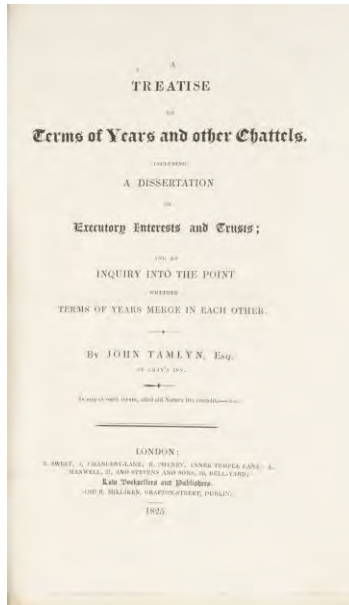 A
TREATISE
ON
Terms of Years and other Chattels.
INCLUDING
A DISSERTATION
ON
Executory Interests and Trusts;
AND AN
INQUIRY INTO THE POINT
WHETHER
TERMS OF YEARS MERGE IN EACH OTHER.
BY JOHN TAMLYN, Esq.
OF GRAY'S INN.
LONDON:
SWEET, CHANCERY-LANE; R. PHENEY, INNER TEMPLE LANE; A.
MAXWELL, 21, AND STEVENS AND SONS, 39, BELL-YARD;
Law Booksellers and Publishers.
AND R. MILLIKEN, GRAFTON-STREET, DUBLIN.
1825